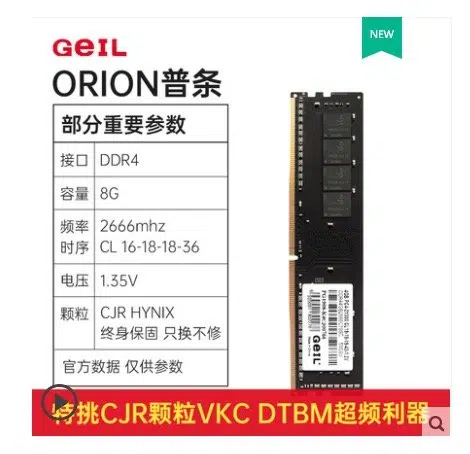 GEIL
NEW
ORION普条
部分重要参数
接口 DDR4
容量 8G
频率 2666mhz
时序 CL 16-18-18-36
电压 1.35V
颗粒 CJR HYNIX
终身保固 只换不修
官方数据 仅供参考
GEIL
特挑CJR颗粒VKC DTBM超频利器